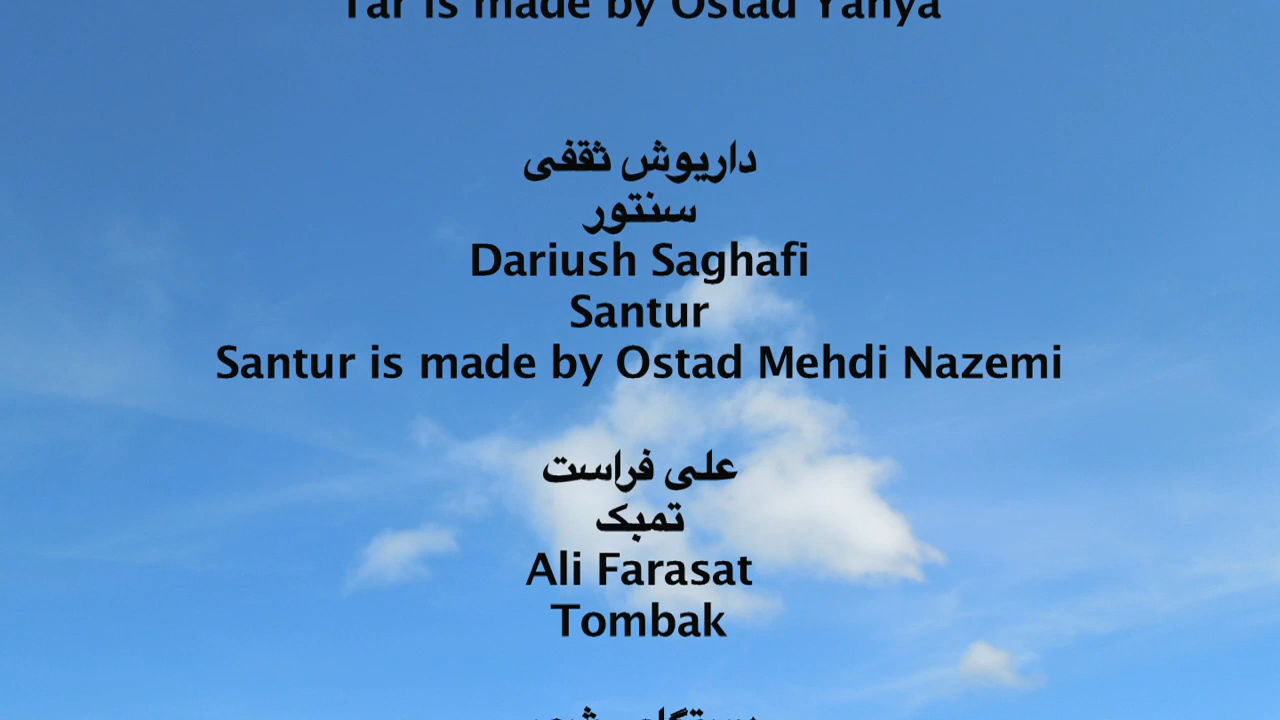 Tar is made by Ostad Yahya
داریوش ثقفی
سنتور
Dariush Saghafi
Santur
Santur is made by Ostad Mehdi Nazemi
علی فراست
تمبک
Ali Farasat
Tombak